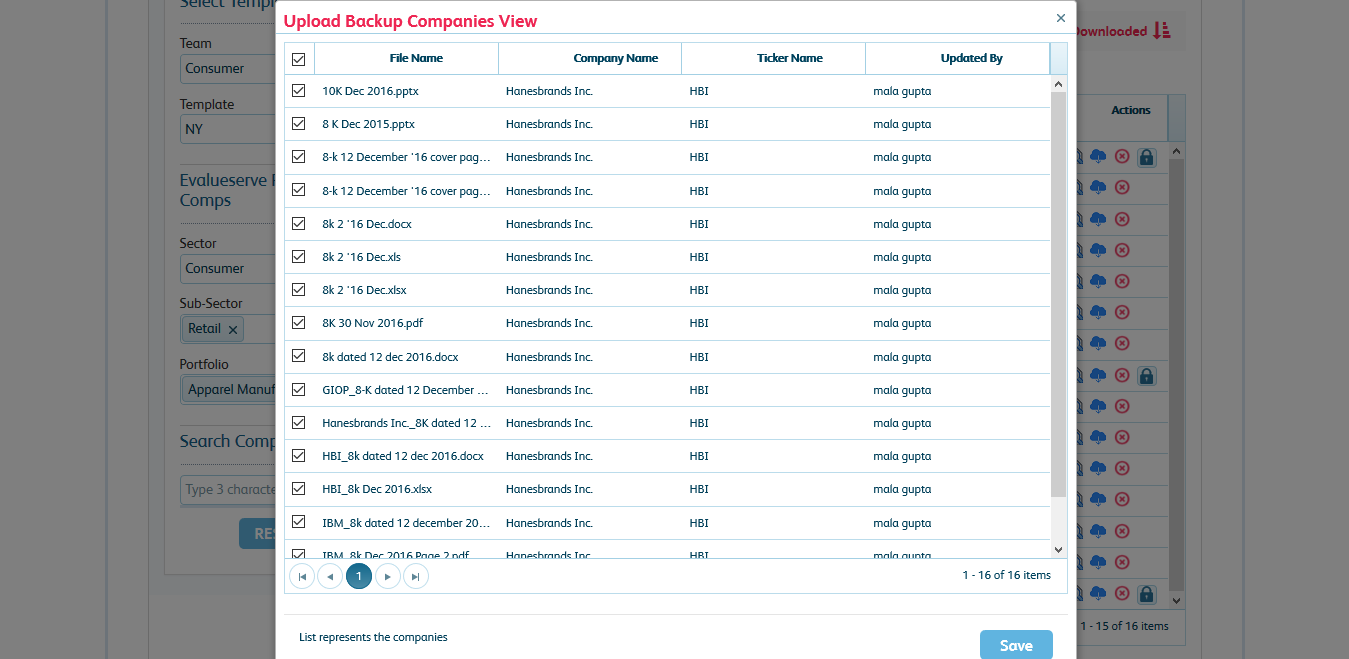 Select Templ
Team
Consumer
Template
NY
Evalueserve
Comps
Sector
Consumer
Sub-Sector
Retail ×
Portfolio
Apparel Manuf
Search Comp
Type 3 characte
RES
Upload Backup Companies View ×
File Name Company Name Ticker Name Updated By
10K Dec 2016.pptx Hanesbrands Inc. HBI mala gupta
8 K Dec 2015.pptx Hanesbrands Inc. HBI mala gupta
8-k 12 December '16 cover pag... Hanesbrands Inc. HBI mala gupta
8-k 12 December '16 cover pag... Hanesbrands Inc. HBI mala gupta
8k 2 '16 Dec.docx Hanesbrands Inc. HBI mala gupta
8k 2 '16 Dec.xls Hanesbrands Inc. HBI mala gupta
8k 2 '16 Dec.xlsx Hanesbrands Inc. HBI mala gupta
8K 30 Nov 2016.pdf Hanesbrands Inc. HBI mala gupta
8k dated 12 dec 2016.docx Hanesbrands Inc. HBI mala gupta
GIOP_8-K dated 12 December ... Hanesbrands Inc. HBI mala gupta
Hanesbrands Inc._8K dated 12 ... Hanesbrands Inc. HBI mala gupta
HBI_8k dated 12 dec 2016.docx Hanesbrands Inc. HBI mala gupta
HBI_8k Dec 2016.xlsx Hanesbrands Inc. HBI mala gupta
IBM_8k dated 12 december 20... Hanesbrands Inc. HBI mala gupta
IBM_8k Dec 2016 Page 2.pdf Hanesbrands Inc. HBI mala gupta
1
1 - 16 of 16 items
List represents the companies
Save
Downloaded
Actions
1 - 15 of 16 items